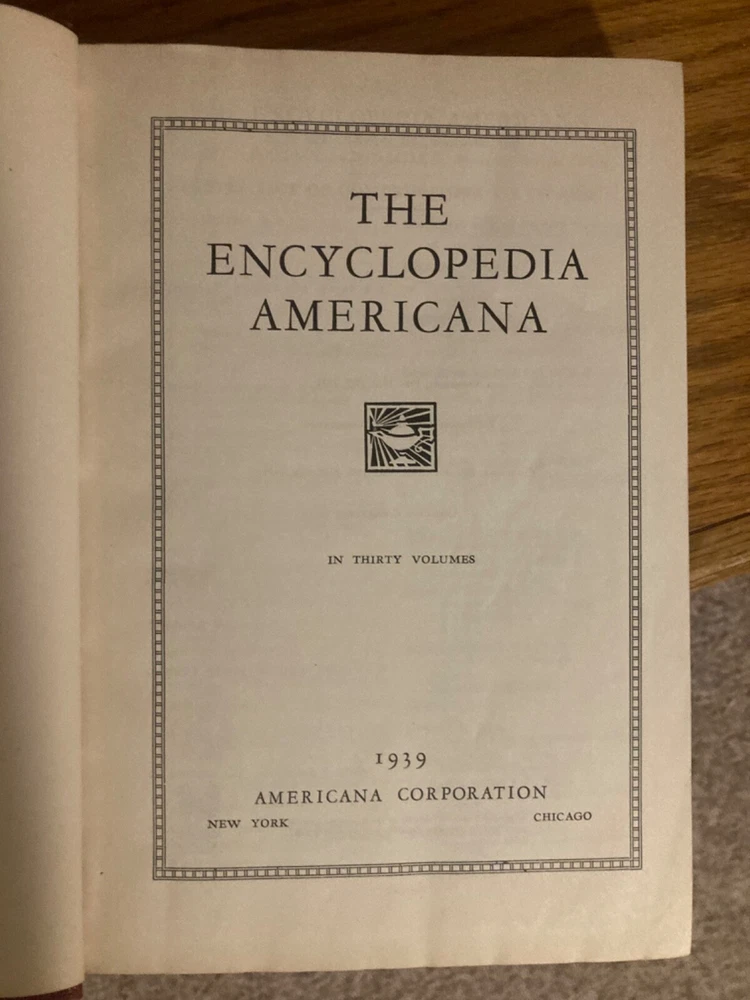 THE
ENCYCLOPEDIA
AMERICANA
IN THIRTY VOLUMES
1939
AMERICANA CORPORATION
NEW YORK CHICAGO